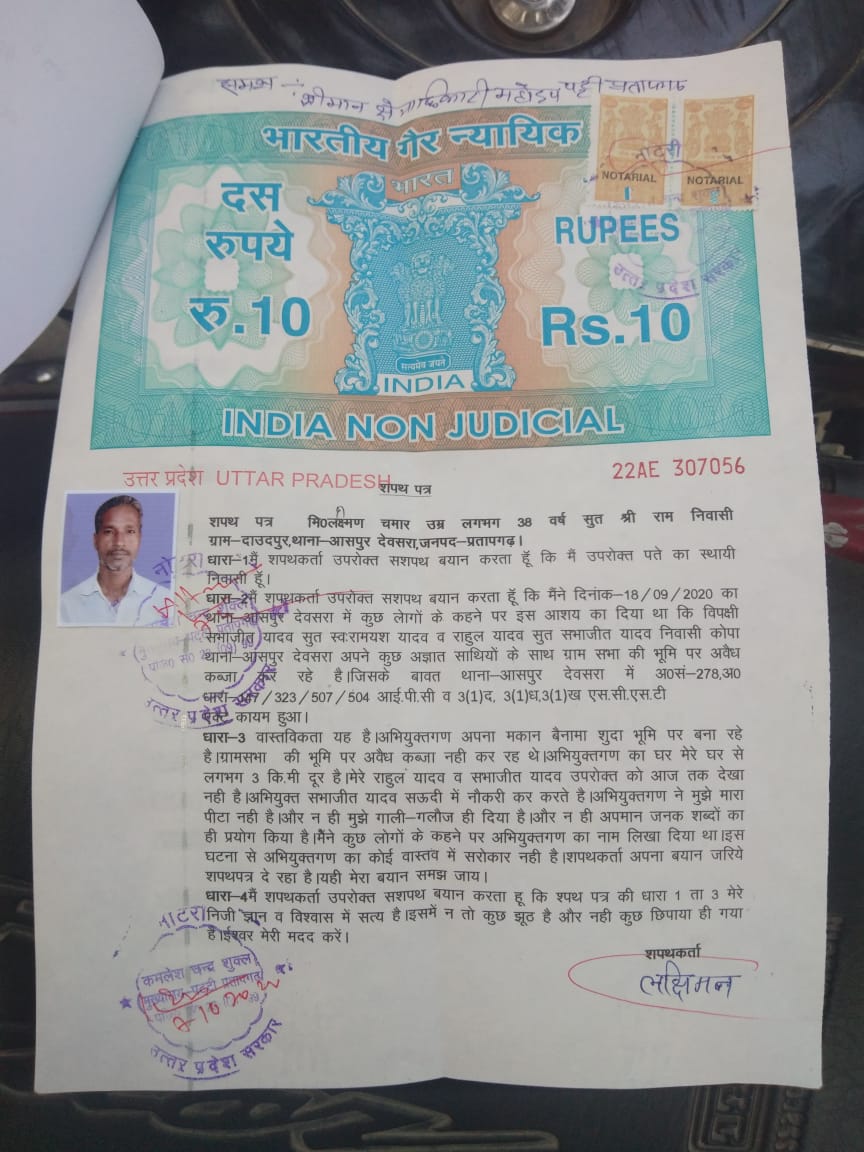 समक्ष -:
श्रीमान महोदय पट्टी प्रतापगढ़
भारतीय गैर न्यायिक
भारत
दस
रुपये
रु.10
RUPEES
Rs.10
सत्यमेव जयते
INDIA
INDIA NON JUDICIAL
नोटरी
NOTARIAL
NOTARIAL
उत्तर प्रदेश सरकार
उत्तर प्रदेश UTTAR PRADESH
22AE 307056
शपथ पत्र
शपथ पत्र मि0लक्ष्मण चमार उम्र लगभग 38 वर्ष सुत श्री राम निवासी
ग्राम-दाउदपुर,थाना-आसपुर देवसरा,जनपद-प्रतापगढ़।
धारा-1मैं शपथकर्ता उपरोक्त सशपथ बयान करता हूँ कि मैं उपरोक्त पते का स्थायी
निवासी हूँ।
धारा-2मैं शपथकर्ता उपरोक्त सशपथ बयान करता हूँ कि मैंने दिनांक-18/09/2020 का
थाना-आसपुर देवसरा में कुछ लेागों के कहने पर इस आशय का दिया था कि विपक्षी
सभाजीत यादव सुत स्व:रामयश यादव व राहुल यादव सुत सभाजीत यादव निवासी कोपा
थाना-आसपुर देवसरा अपने कुछ अज्ञात साथियों के साथ ग्राम सभा की भूमि पर अवैध
कब्जा कर रहे है।जिसके बावत थाना-आसपुर देवसरा में अ0सं-278,अ0
धारा-147/323/507/504 आई.पी.सी व 3(1)द, 3(1)ध,3(1)ख एस.सी.एस.टी
एक्ट कायम हुआ।
धारा-3 वास्तविकता यह है।अभियुक्तगण अपना मकान बैनामा शुदा भूमि पर बना रहे
है।ग्रामसभा की भूमि पर अवैध कब्जा नही कर रह थे।अभियुक्तगण का घर मेरे घर से
लगभग 3 कि.मी दूर है।मेरे राहुल यादव व सभाजीत यादव उपरोक्त को आज तक देखा
नही है।अभियुक्त सभाजीत यादव सऊदी में नौकरी कर करते है।अभियुक्तगण ने मुझे मारा
पीटा नही है।और न ही मुझे गाली-गलौज ही दिया है।और न ही अपमान जनक शब्दों का
ही प्रयोग किया है।मैंने कुछ लोगों के कहने पर अभियुक्तगण का नाम लिखा दिया था।इस
घटना से अभियुक्तगण का कोई वास्तव में सरोकार नही है।शपथकर्ता अपना बयान जरिये
शपथपत्र दे रहा है।यही मेरा बयान समझ जाय।
धारा-4मैं शपथकर्ता उपरोक्त सशपथ बयान करता हू कि श्पथ पत्र की धारा 1 ता 3 मेरे
निजी ज्ञान व विश्वास में सत्य है।इसमें न तो कुछ झूठ है और नही कुछ छिपाया ही गया
है।ईश्वर मेरी मदद करें।
शपथकर्ता
लक्षिमन
उत्तर प्रदेश सरकार
कमलेश चन्द्र शुक्ल
उत्तर प्रदेश सरकार